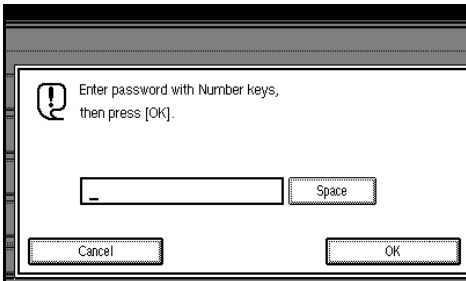 Enter password with Number keys,
then press [OK].
_
Space
Cancel
OK